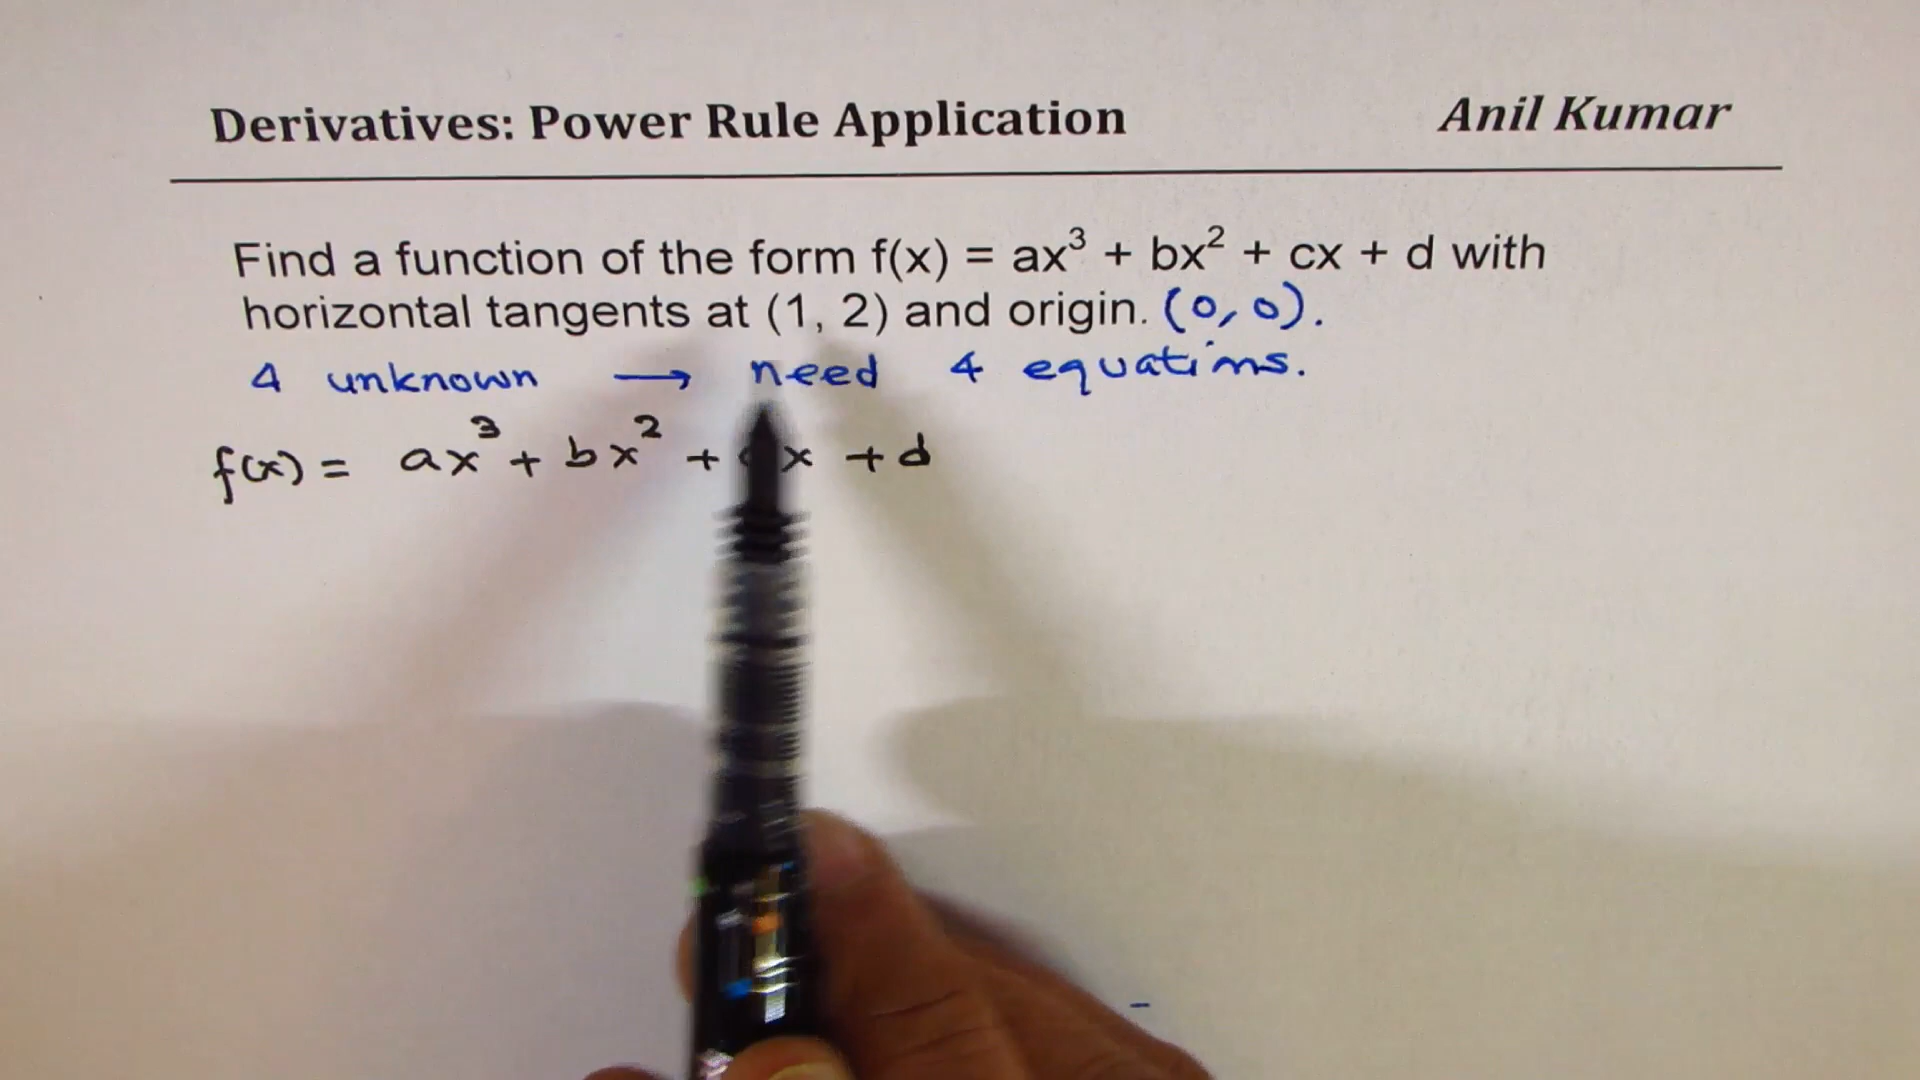 Derivatives: Power Rule Application Anil Kumar
Find a function of the form f(x) = ax³ + bx² + cx + d with
horizontal tangents at (1, 2) and origin. (0, 0).
4 unknown → need 4 equations.
f(x) = ax³ + bx² + x + d